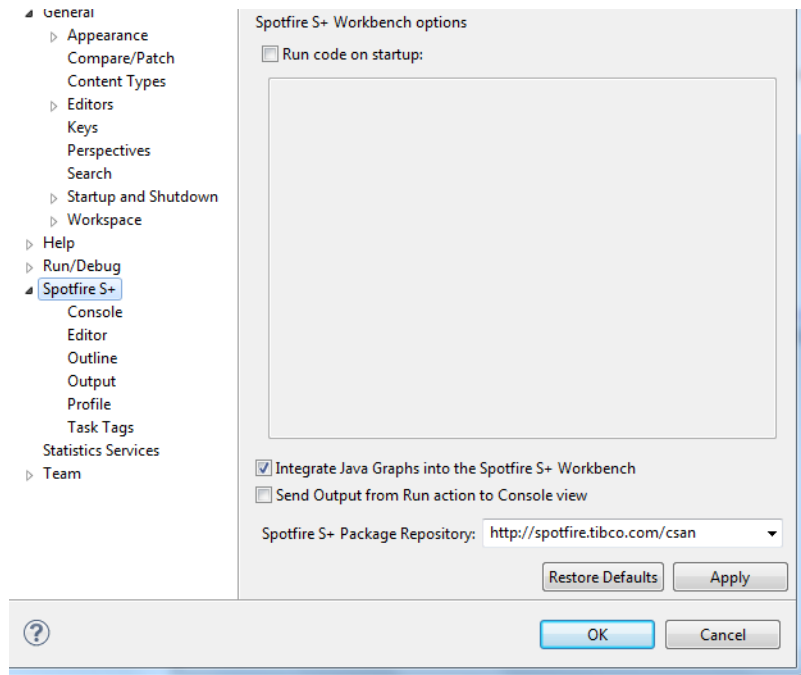 General
Appearance
Compare/Patch
Content Types
Editors
Keys
Perspectives
Search
Startup and Shutdown
Workspace
Help
Run/Debug
Spotfire S+
Console
Editor
Outline
Output
Profile
Task Tags
Statistics Services
Team
Spotfire S+ Workbench options
Run code on startup:
Integrate Java Graphs into the Spotfire S+ Workbench
Send Output from Run action to Console view
Spotfire S+ Package Repository: http://spotfire.tibco.com/csan
Restore Defaults Apply
? OK Cancel